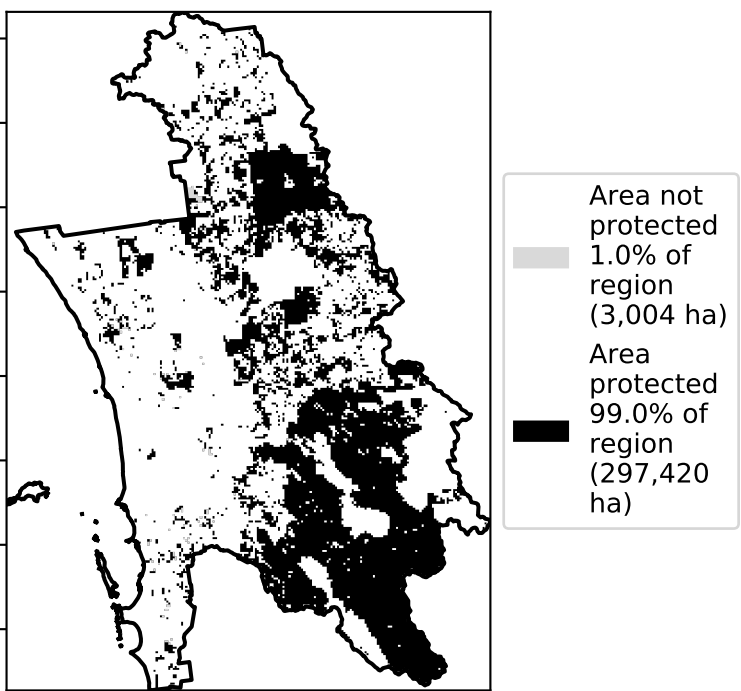 Area not
protected
1.0% of
region
(3,004 ha)
Area
protected
99.0% of
region
(297,420
ha)